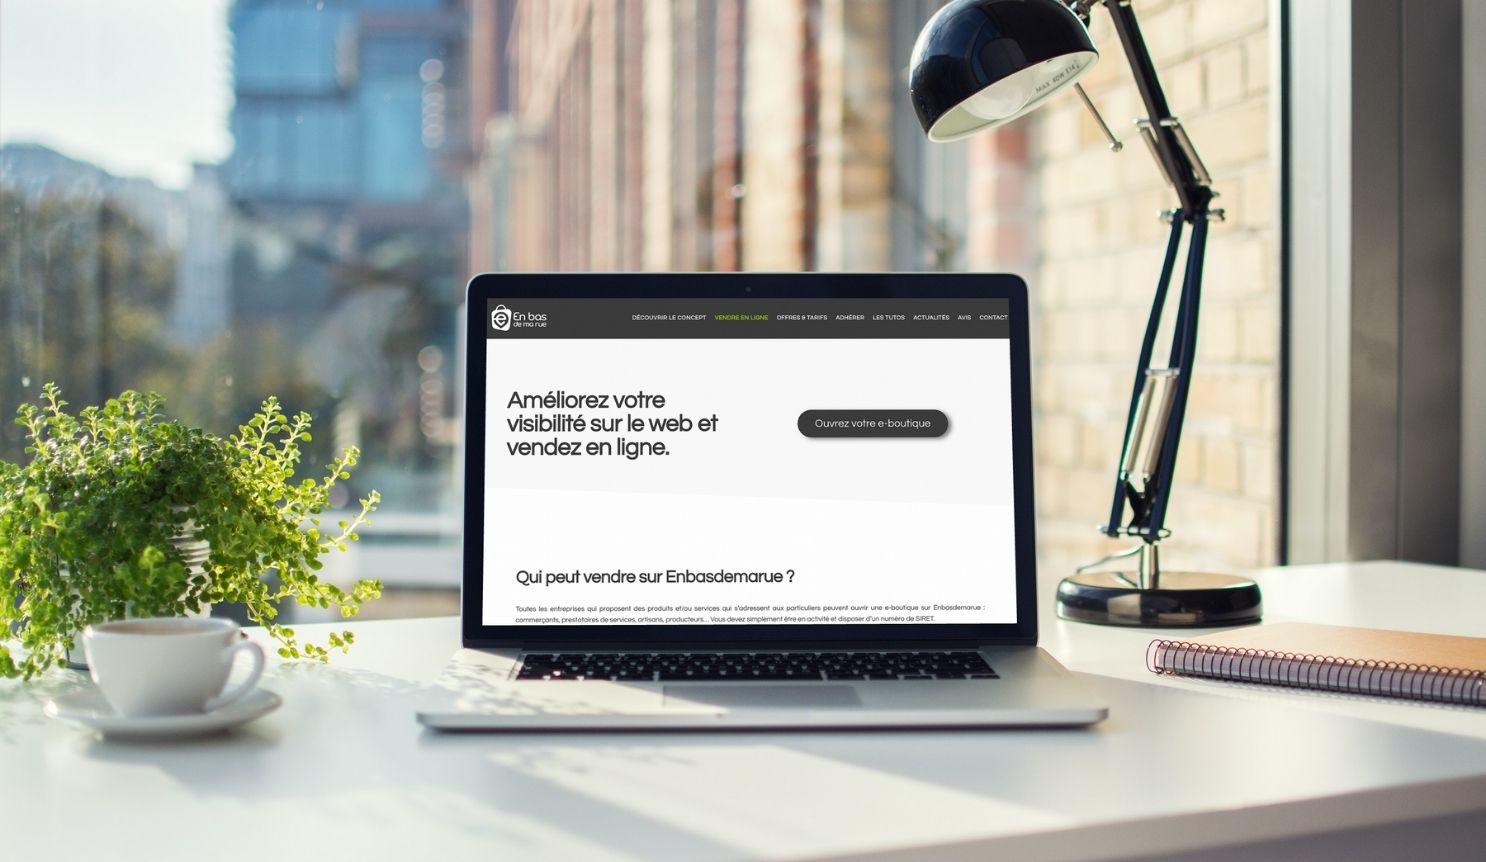 MAX. 40W E14
En bas
de ma rue
DÉCOUVRIR LE CONCEPT VENDRE EN LIGNE OFFRES & TARIFS ADHÉRER LES TUTOS ACTUALITÉS AVIS CONTACT
Améliorez votre
visibilité sur le web et
vendez en ligne.
Ouvrez votre e-boutique
Qui peut vendre sur Enbasdemarue ?
Toutes les entreprises qui proposent des produits et/ou services qui s'adressent aux particuliers peuvent ouvrir une e-boutique sur Enbasdemarue :
commerçants, prestataires de services, artisans, producteurs... Vous devez simplement être en activité et disposer d'un numéro de SIRET.